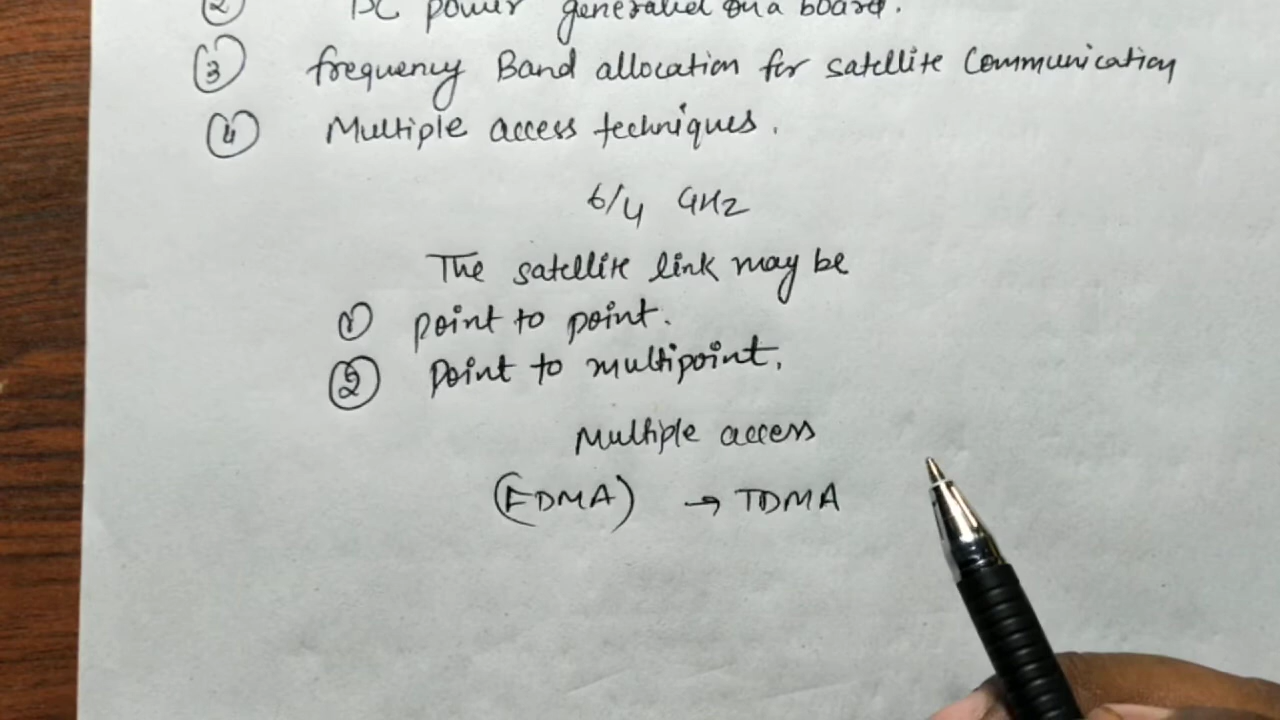 ② DC power generated on a board.
③ frequency Band allocation for satellite Communication
④ Multiple access techniques.
6/4 GHz
The satellite link may be
① point to point.
② Point to multipoint.
Multiple access
(FDMA) → TDMA